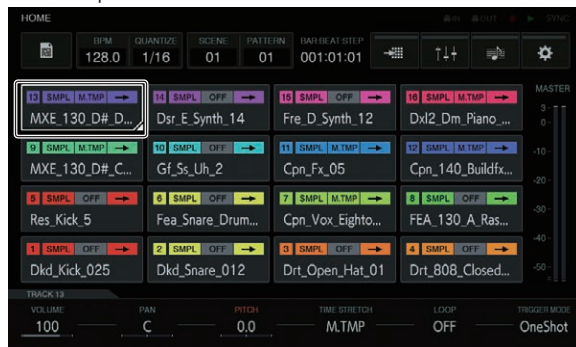 HOME IN OUT SYNC
BPM QUANTIZE SCENE PATTERN BAR:BEAT:STEP
128.0 1/16 01 01 001:01:01
MASTER
13 SMPL M.TMP 14 SMPL OFF 15 SMPL OFF 16 SMPL M.TMP
MXE_130_D#_D... Dsr_E_Synth_14 Fre_D_Synth_12 Dxl2_Dm_Piano_...
9 SMPL M.TMP 10 SMPL OFF 11 SMPL OFF 12 SMPL M.TMP
MXE_130_D#_C... Gf_Ss_Uh_2 Cpn_Fx_05 Cpn_140_Buildfx...
5 SMPL OFF 6 SMPL OFF 7 SMPL M.TMP 8 SMPL OFF
Res_Kick_5 Fea_Snare_Drum... Cpn_Vox_Eighto... FEA_130_A_Ras...
1 SMPL OFF 2 SMPL OFF 3 SMPL OFF 4 SMPL OFF
Dkd_Kick_025 Dkd_Snare_012 Drt_Open_Hat_01 Drt_808_Closed...
3
0
-10
-20
-30
-40
-50
TRACK 13
VOLUME PAN PITCH TIME STRETCH LOOP TRIGGER MODE
100 C 0.0 M.TMP OFF OneShot